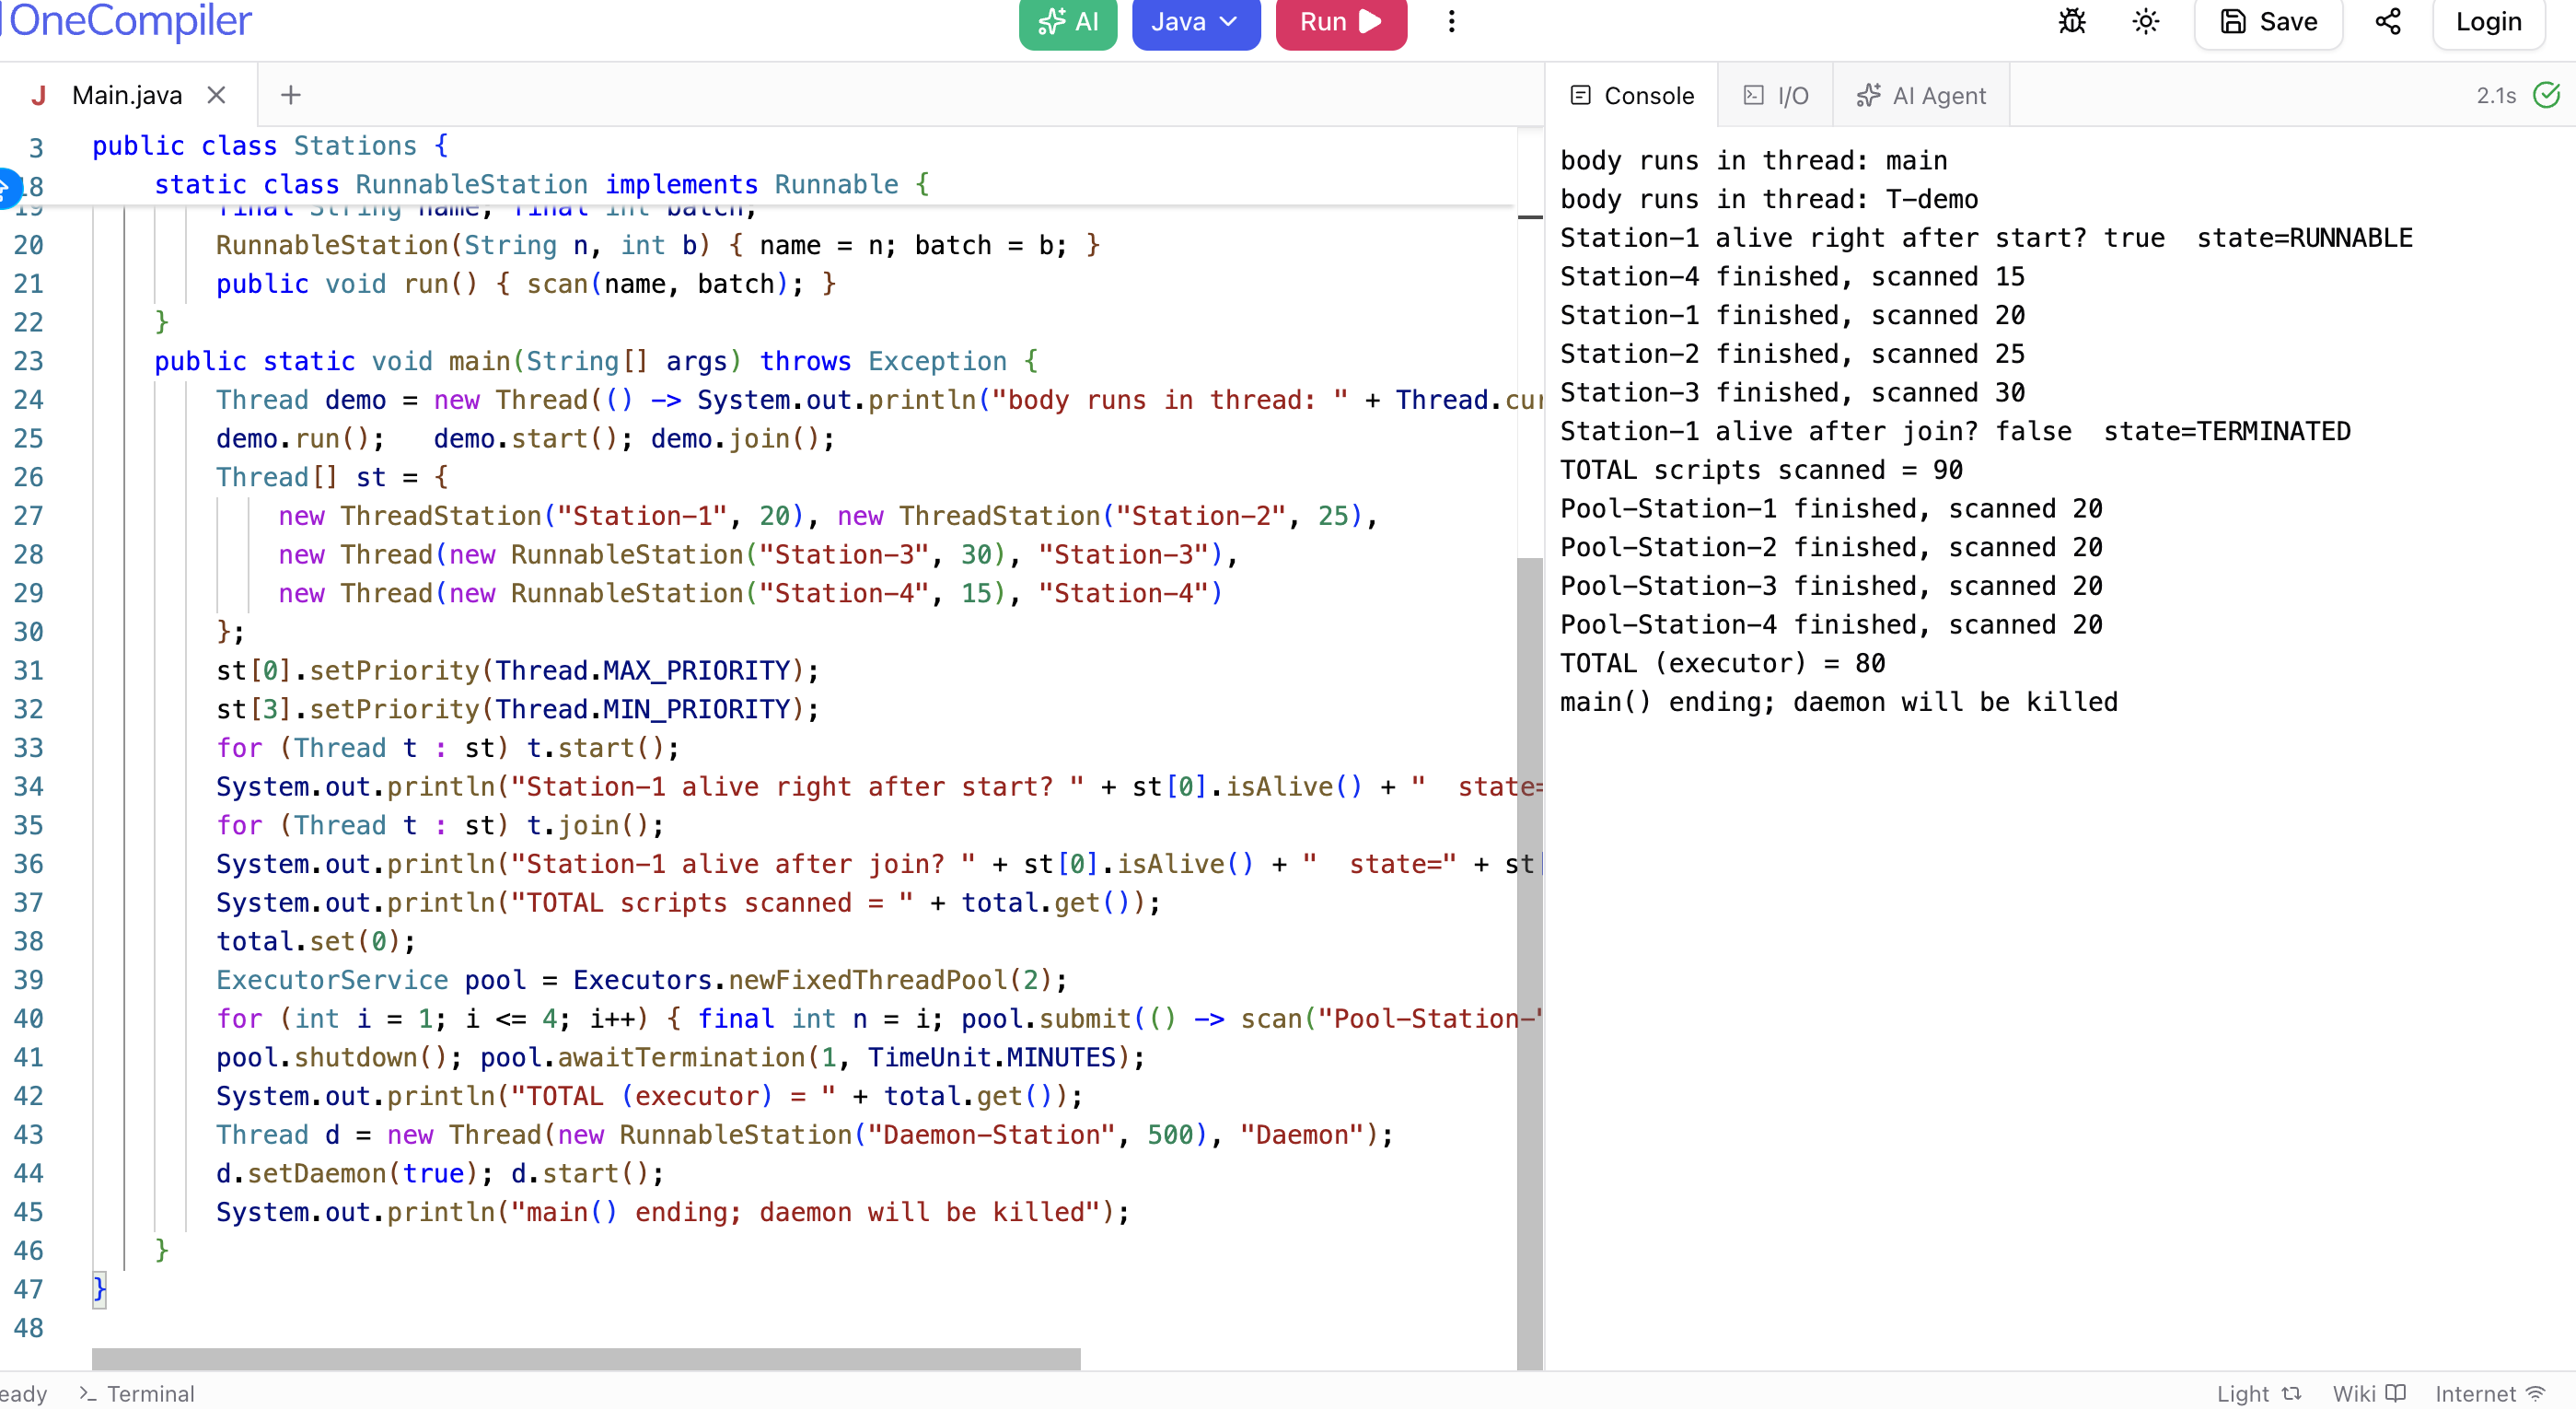 OneCompiler
AI
Java
Run
Save
Login
J Main.java
Console
I/O
AI Agent
2.1s
3 public class Stations {
18 static class RunnableStation implements Runnable {
19 final String name; final int batch;
20 RunnableStation(String n, int b) { name = n; batch = b; }
21 public void run() { scan(name, batch); }
22 }
23 public static void main(String[] args) throws Exception {
24 Thread demo = new Thread(() -> System.out.println("body runs in thread: " + Thread.cur
25 demo.run();   demo.start(); demo.join();
26 Thread[] st = {
27 new ThreadStation("Station-1", 20), new ThreadStation("Station-2", 25),
28 new Thread(new RunnableStation("Station-3", 30), "Station-3"),
29 new Thread(new RunnableStation("Station-4", 15), "Station-4")
30 };
31 st[0].setPriority(Thread.MAX_PRIORITY);
32 st[3].setPriority(Thread.MIN_PRIORITY);
33 for (Thread t : st) t.start();
34 System.out.println("Station-1 alive right after start? " + st[0].isAlive() + "  state=
35 for (Thread t : st) t.join();
36 System.out.println("Station-1 alive after join? " + st[0].isAlive() + "  state=" + st[
37 System.out.println("TOTAL scripts scanned = " + total.get());
38 total.set(0);
39 ExecutorService pool = Executors.newFixedThreadPool(2);
40 for (int i = 1; i <= 4; i++) { final int n = i; pool.submit(() -> scan("Pool-Station-"
41 pool.shutdown(); pool.awaitTermination(1, TimeUnit.MINUTES);
42 System.out.println("TOTAL (executor) = " + total.get());
43 Thread d = new Thread(new RunnableStation("Daemon-Station", 500), "Daemon");
44 d.setDaemon(true); d.start();
45 System.out.println("main() ending; daemon will be killed");
46 }
47 }
48
body runs in thread: main
body runs in thread: T-demo
Station-1 alive right after start? true  state=RUNNABLE
Station-4 finished, scanned 15
Station-1 finished, scanned 20
Station-2 finished, scanned 25
Station-3 finished, scanned 30
Station-1 alive after join? false  state=TERMINATED
TOTAL scripts scanned = 90
Pool-Station-1 finished, scanned 20
Pool-Station-2 finished, scanned 20
Pool-Station-3 finished, scanned 20
Pool-Station-4 finished, scanned 20
TOTAL (executor) = 80
main() ending; daemon will be killed
eady
Terminal
Light
Wiki
Internet